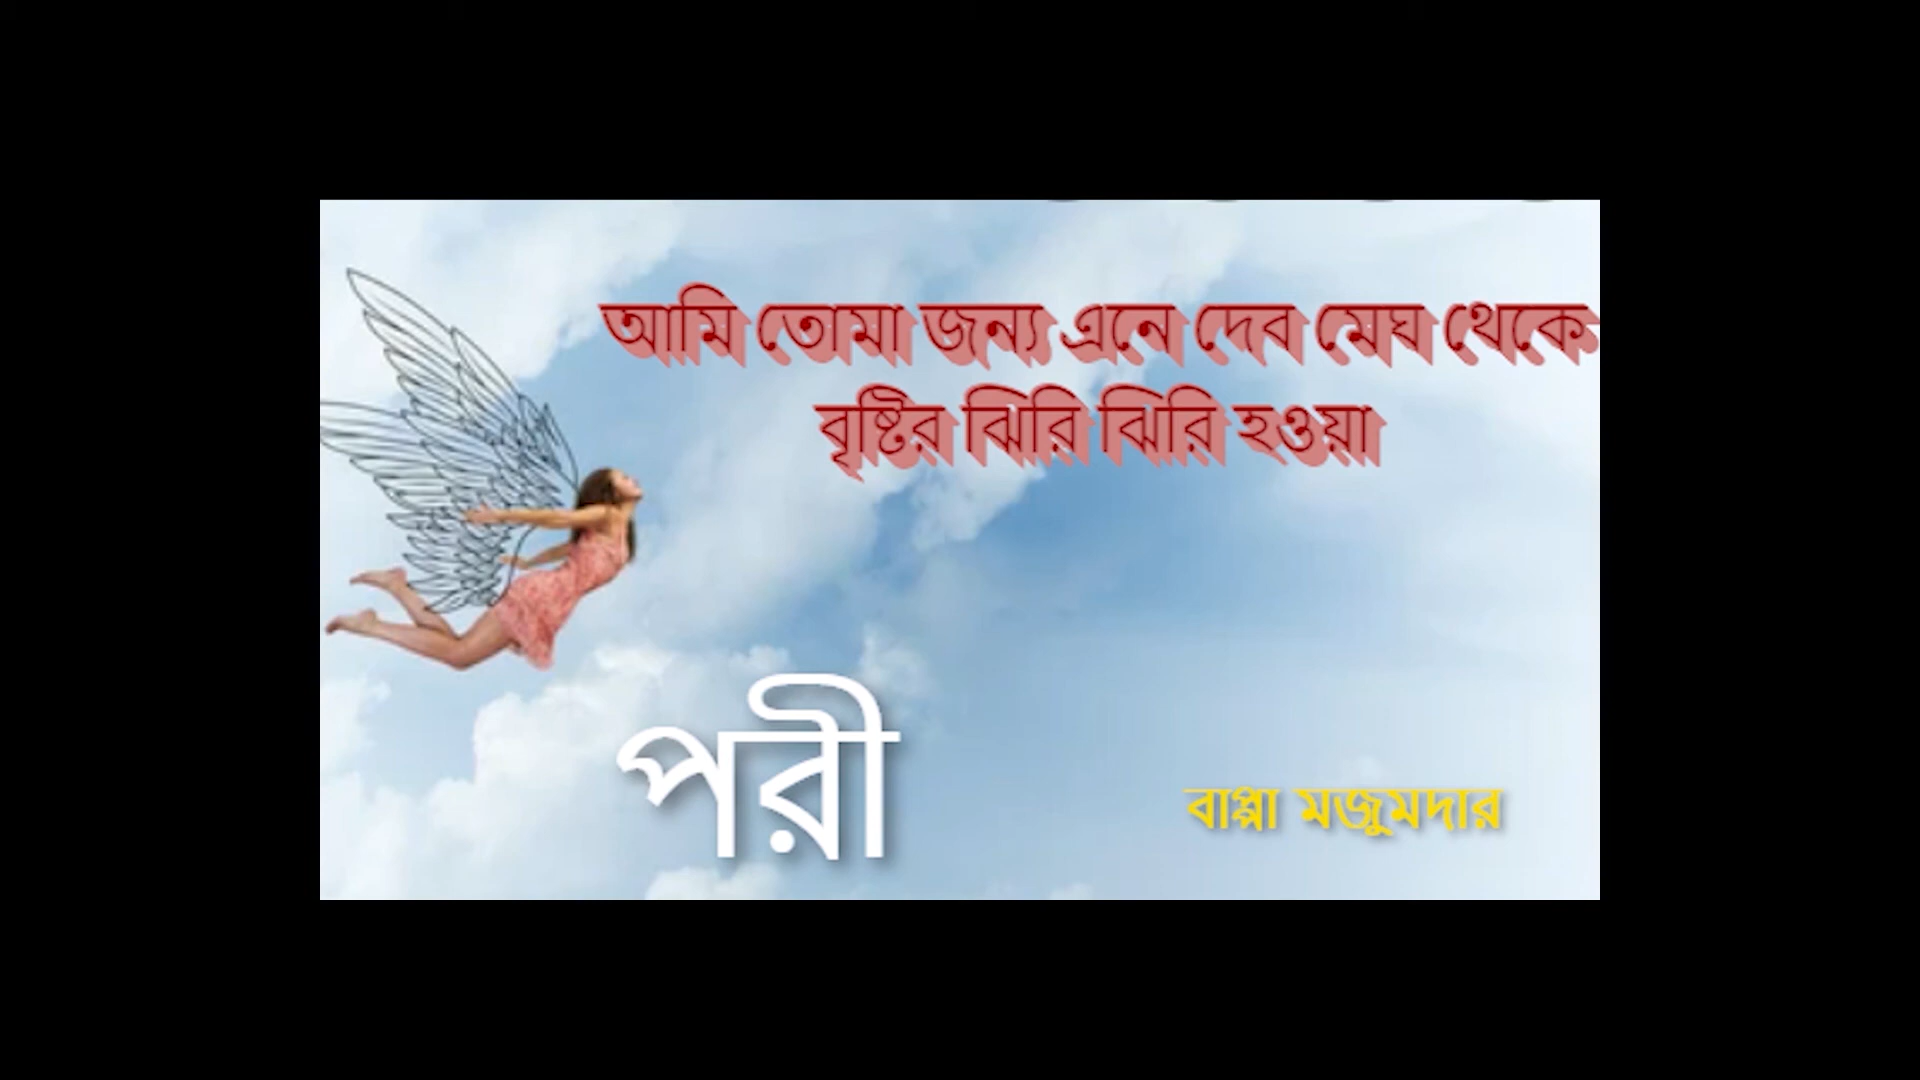 আমি তোমা জন্য এনে দেব মেঘ থেকে
বৃষ্টির ঝিরি ঝিরি হওয়া
পরী
বাপ্পা মজুমদার